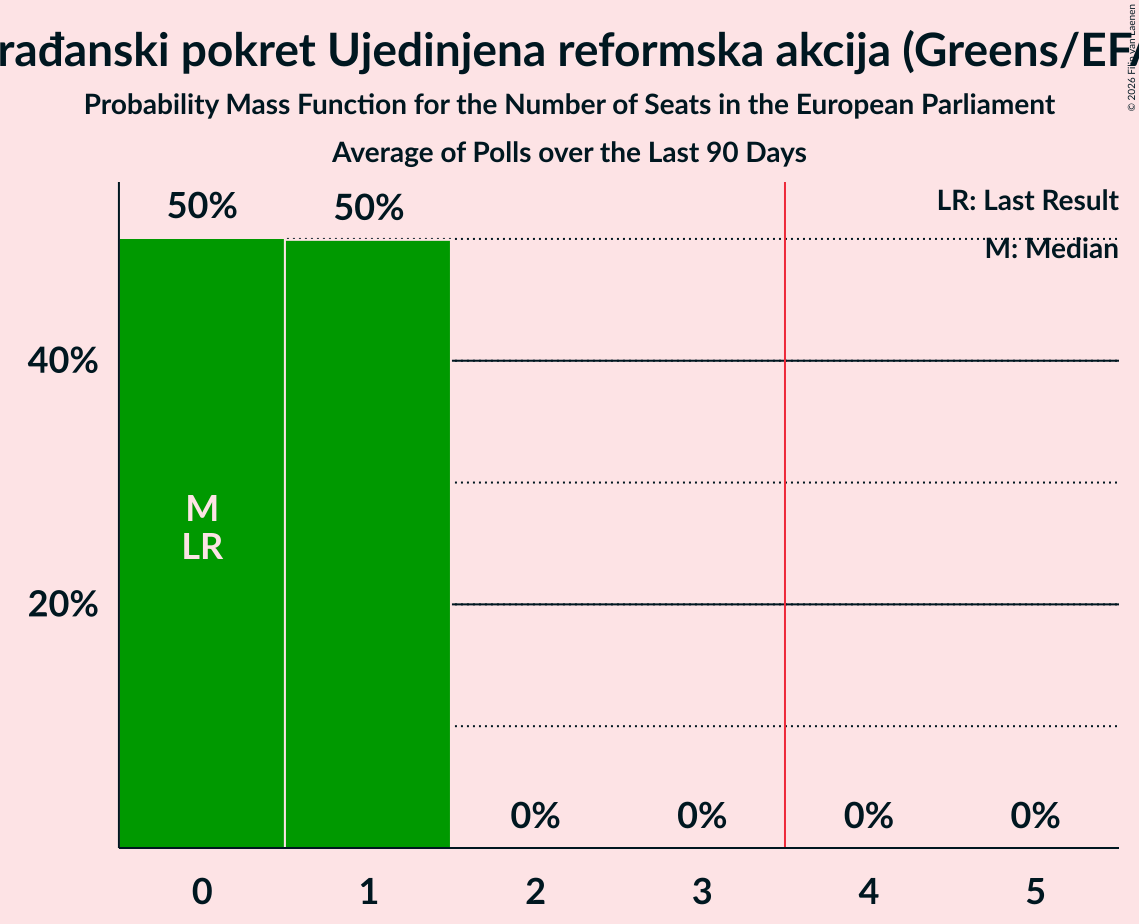 rađanski pokret Ujedinjena reformska akcija (Greens/EFA
Probability Mass Function for the Number of Seats in the European Parliament
Average of Polls over the Last 90 Days
© 2026 Filip van Laenen
LR: Last Result
M: Median
50%
50%
40%
20%
M
LR
0%
0%
0%
0%
0
1
2
3
4
5